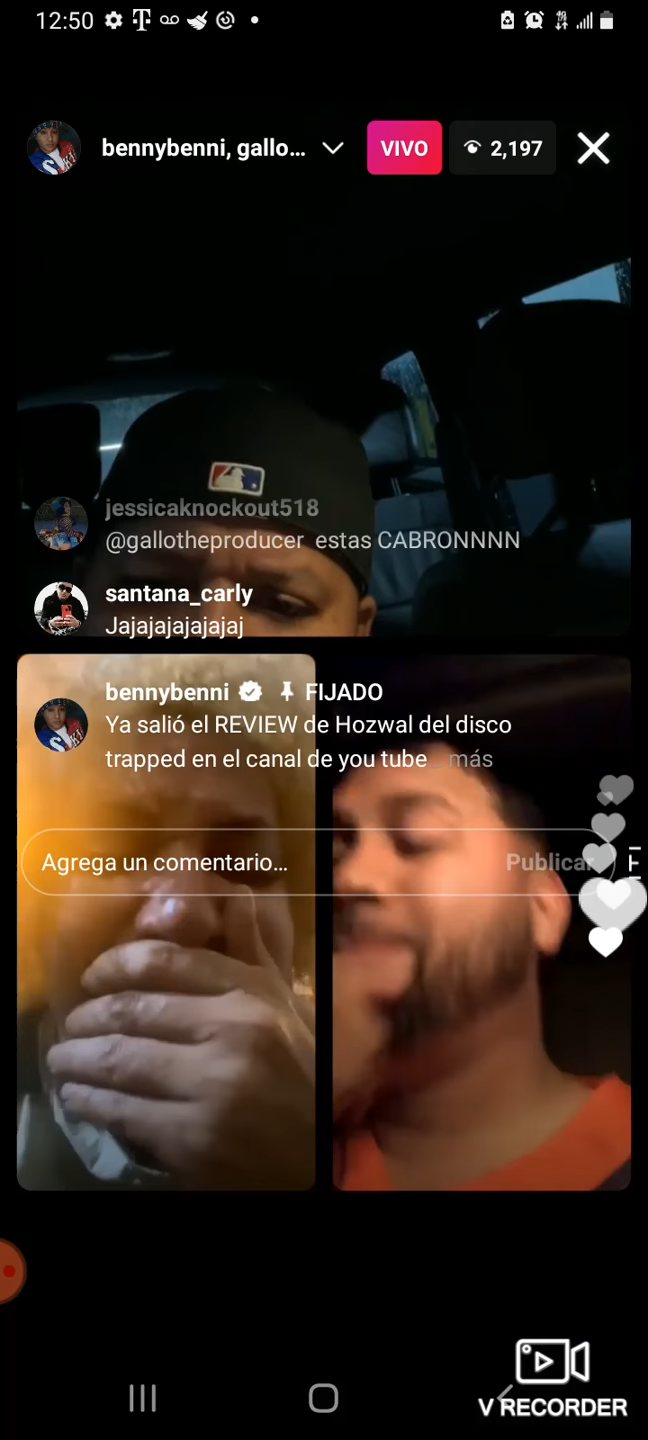 12:50
bennybenni, gallo...
VIVO
2,197
jessicaknockout518
@gallotheproducer estas CABRONNNN
santana_carly
Jajajajajajajaj
bennybenni FIJADO
Ya salió el REVIEW de Hozwal del disco
trapped en el canal de you tube... más
Agrega un comentario...
Publicar
V RECORDER